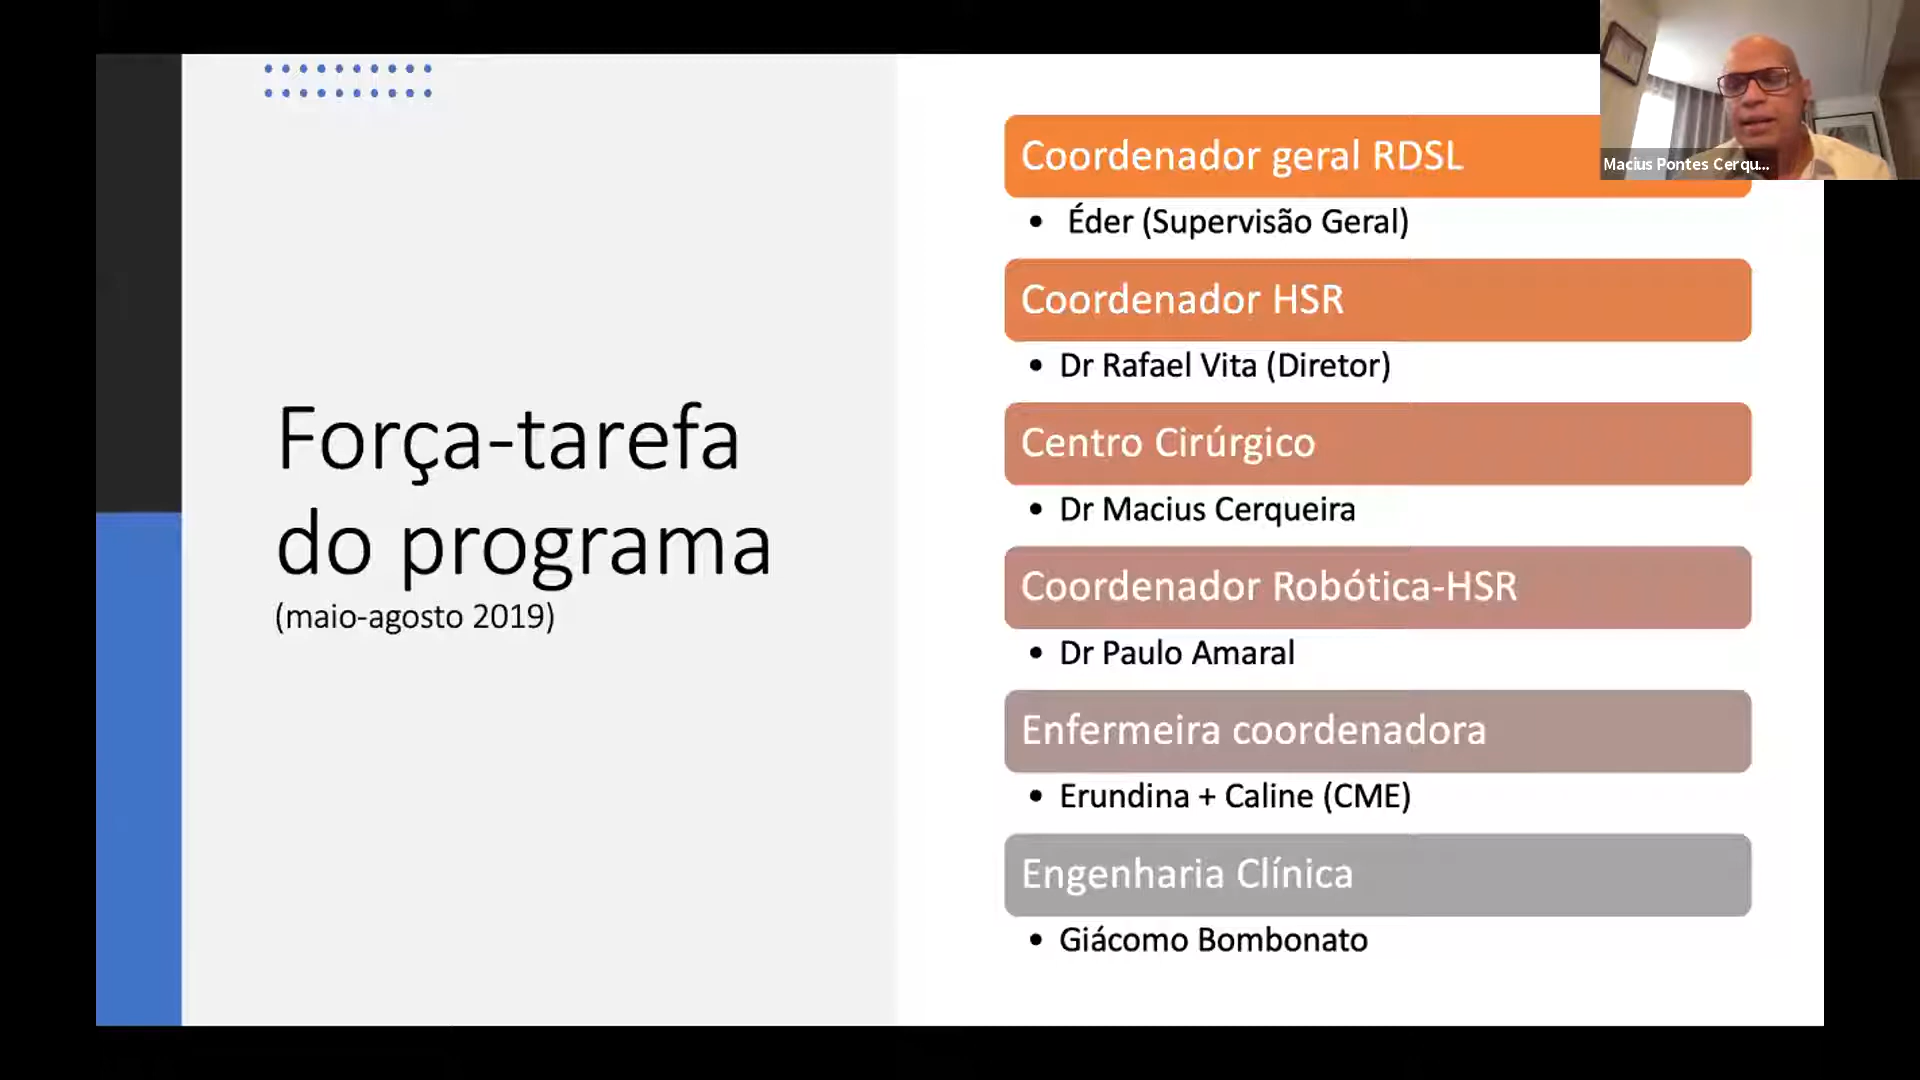 Força-tarefa
do programa
(maio-agosto 2019)
Coordenador geral RDSL
• Éder (Supervisão Geral)
Coordenador HSR
• Dr Rafael Vita (Diretor)
Centro Cirúrgico
• Dr Macius Cerqueira
Coordenador Robótica-HSR
• Dr Paulo Amaral
Enfermeira coordenadora
• Erundina + Caline (CME)
Engenharia Clínica
• Giácomo Bombonato
Macius Pontes Cerqu...